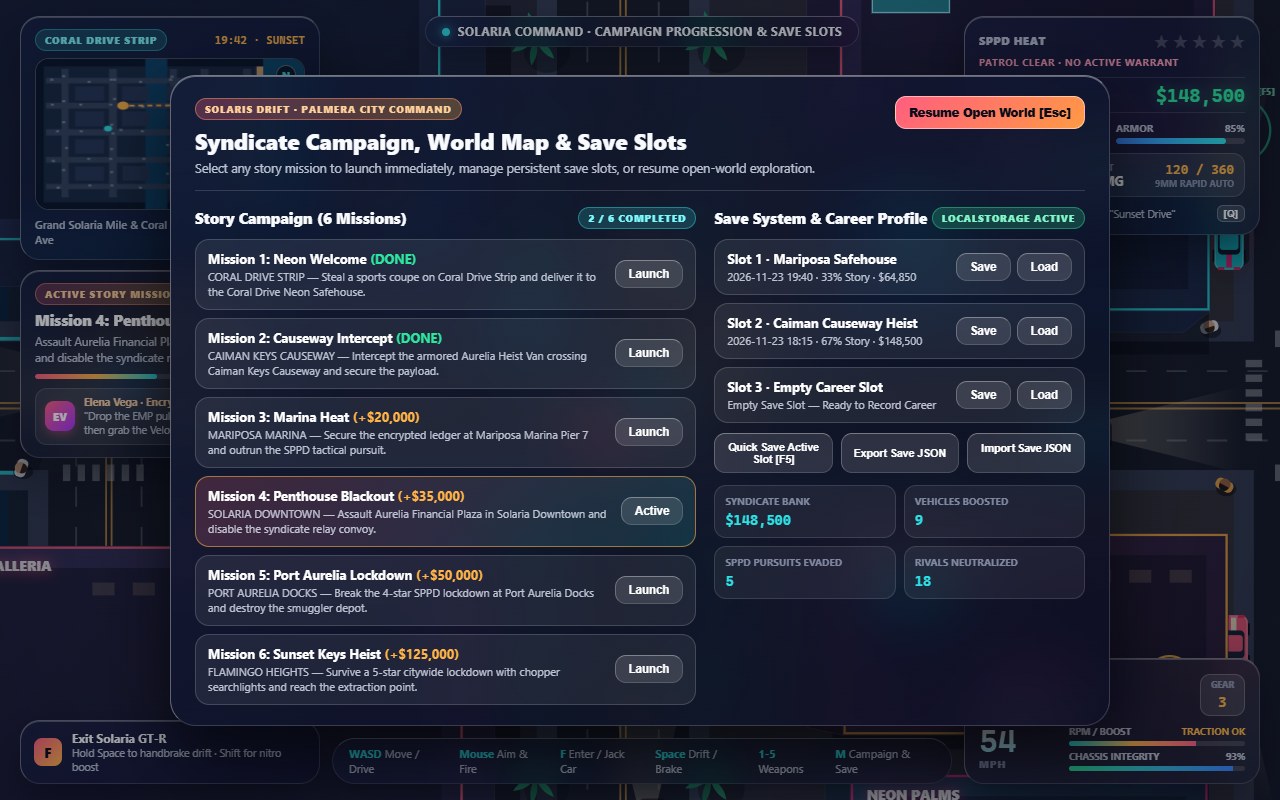 SOLARIA COMMAND · CAMPAIGN PROGRESSION & SAVE SLOTS
CORAL DRIVE STRIP
19:42 · SUNSET
Grand Solaria Mile & Coral
Ave
SPPD HEAT
PATROL CLEAR · NO ACTIVE WARRANT
$148,500
[F5]
ARMOR
85%
120 / 360
9MM RAPID AUTO
"Sunset Drive"
[Q]
ACTIVE STORY MISSIO
Mission 4: Penthou
Assault Aurelia Financial Pl
and disable the syndicate r
EV
Elena Vega · Encry
"Drop the EMP pul
then grab the Velo
SOLARIS DRIFT · PALMERA CITY COMMAND
Syndicate Campaign, World Map & Save Slots
Select any story mission to launch immediately, manage persistent save slots, or resume open-world exploration.
Resume Open World [Esc]
Story Campaign (6 Missions)
2 / 6 COMPLETED
Mission 1: Neon Welcome (DONE)
CORAL DRIVE STRIP — Steal a sports coupe on Coral Drive Strip and deliver it to
the Coral Drive Neon Safehouse.
Launch
Mission 2: Causeway Intercept (DONE)
CAIMAN KEYS CAUSEWAY — Intercept the armored Aurelia Heist Van crossing
Caiman Keys Causeway and secure the payload.
Launch
Mission 3: Marina Heat (+$20,000)
MARIPOSA MARINA — Secure the encrypted ledger at Mariposa Marina Pier 7
and outrun the SPPD tactical pursuit.
Launch
Mission 4: Penthouse Blackout (+$35,000)
SOLARIA DOWNTOWN — Assault Aurelia Financial Plaza in Solaria Downtown and
disable the syndicate relay convoy.
Active
Mission 5: Port Aurelia Lockdown (+$50,000)
PORT AURELIA DOCKS — Break the 4-star SPPD lockdown at Port Aurelia Docks
and destroy the smuggler depot.
Launch
Mission 6: Sunset Keys Heist (+$125,000)
FLAMINGO HEIGHTS — Survive a 5-star citywide lockdown with chopper
searchlights and reach the extraction point.
Launch
Save System & Career Profile
LOCALSTORAGE ACTIVE
Slot 1 · Mariposa Safehouse
2026-11-23 19:40 · 33% Story · $64,850
Save
Load
Slot 2 · Caiman Causeway Heist
2026-11-23 18:15 · 67% Story · $148,500
Save
Load
Slot 3 · Empty Career Slot
Empty Save Slot — Ready to Record Career
Save
Load
Quick Save Active
Slot [F5]
Export Save JSON
Import Save JSON
SYNDICATE BANK
$148,500
VEHICLES BOOSTED
9
SPPD PURSUITS EVADED
5
RIVALS NEUTRALIZED
18
ALLERIA
F
Exit Solaria GT-R
Hold Space to handbrake drift · Shift for nitro
boost
WASD Move /
Drive
Mouse Aim &
Fire
F Enter / Jack
Car
Space Drift /
Brake
1-5
Weapons
M Campaign &
Save
54
MPH
GEAR
3
RPM / BOOST
TRACTION OK
CHASSIS INTEGRITY
93%
NEON PALMS